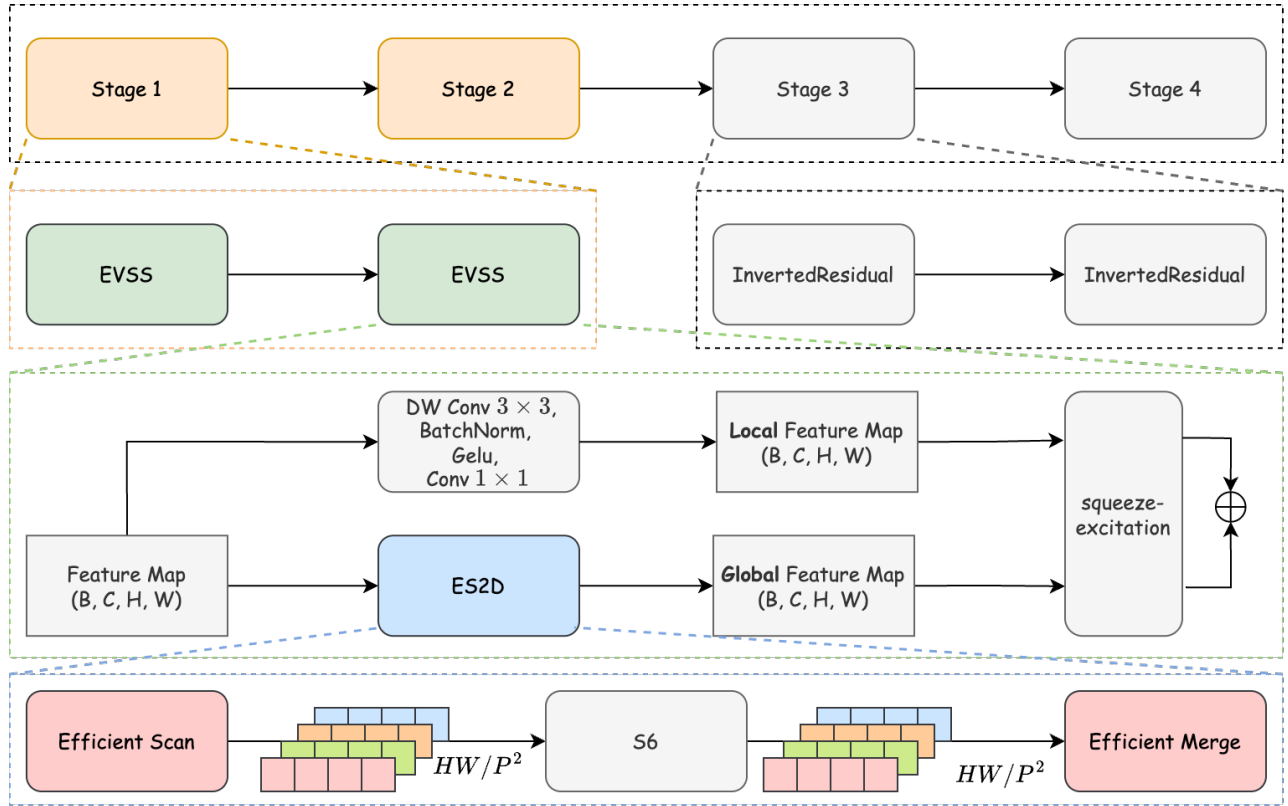 Stage 1
Stage 2
Stage 3
Stage 4
EVSS
EVSS
InvertedResidual
InvertedResidual
DW Conv 3 × 3,
BatchNorm,
Gelu,
Conv 1 × 1
Local Feature Map
(B, C, H, W)
squeeze-
excitation
Feature Map
(B, C, H, W)
ES2D
Global Feature Map
(B, C, H, W)
Efficient Scan
HW/P²
S6
HW/P²
Efficient Merge